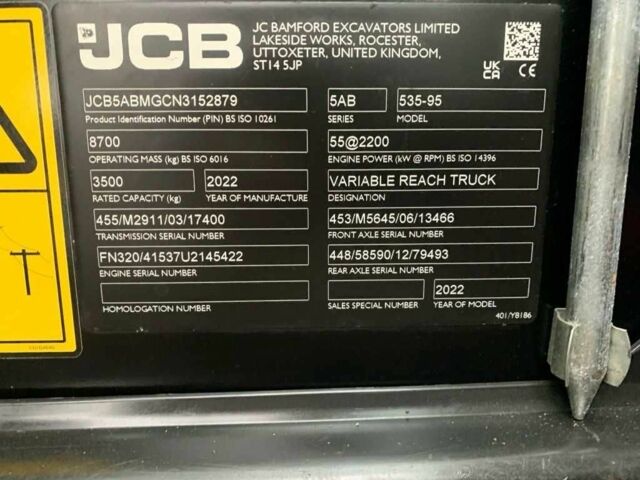 JCB
JC BAMFORD EXCAVATORS LIMITED
LAKESIDE WORKS, ROCESTER,
UTTOXETER, UNITED KINGDOM,
ST14 5JP
UK
CA
CE
JCB5ABMGCN3152879
Product Identification Number (PIN) BS ISO 10261
5AB
SERIES
535-95
MODEL
8700
OPERATING MASS (kg) BS ISO 6016
55@2200
ENGINE POWER (kW @ RPM) BS ISO 14396
3500
RATED CAPACITY (kg)
2022
YEAR OF MANUFACTURE
VARIABLE REACH TRUCK
DESIGNATION
455/M2911/03/17400
TRANSMISSION SERIAL NUMBER
453/M5645/06/13466
FRONT AXLE SERIAL NUMBER
FN320/41537U2145422
ENGINE SERIAL NUMBER
448/58590/12/79493
REAR AXLE SERIAL NUMBER
HOMOLOGATION NUMBER
SALES SPECIAL NUMBER
2022
YEAR OF MODEL
401/Y8186